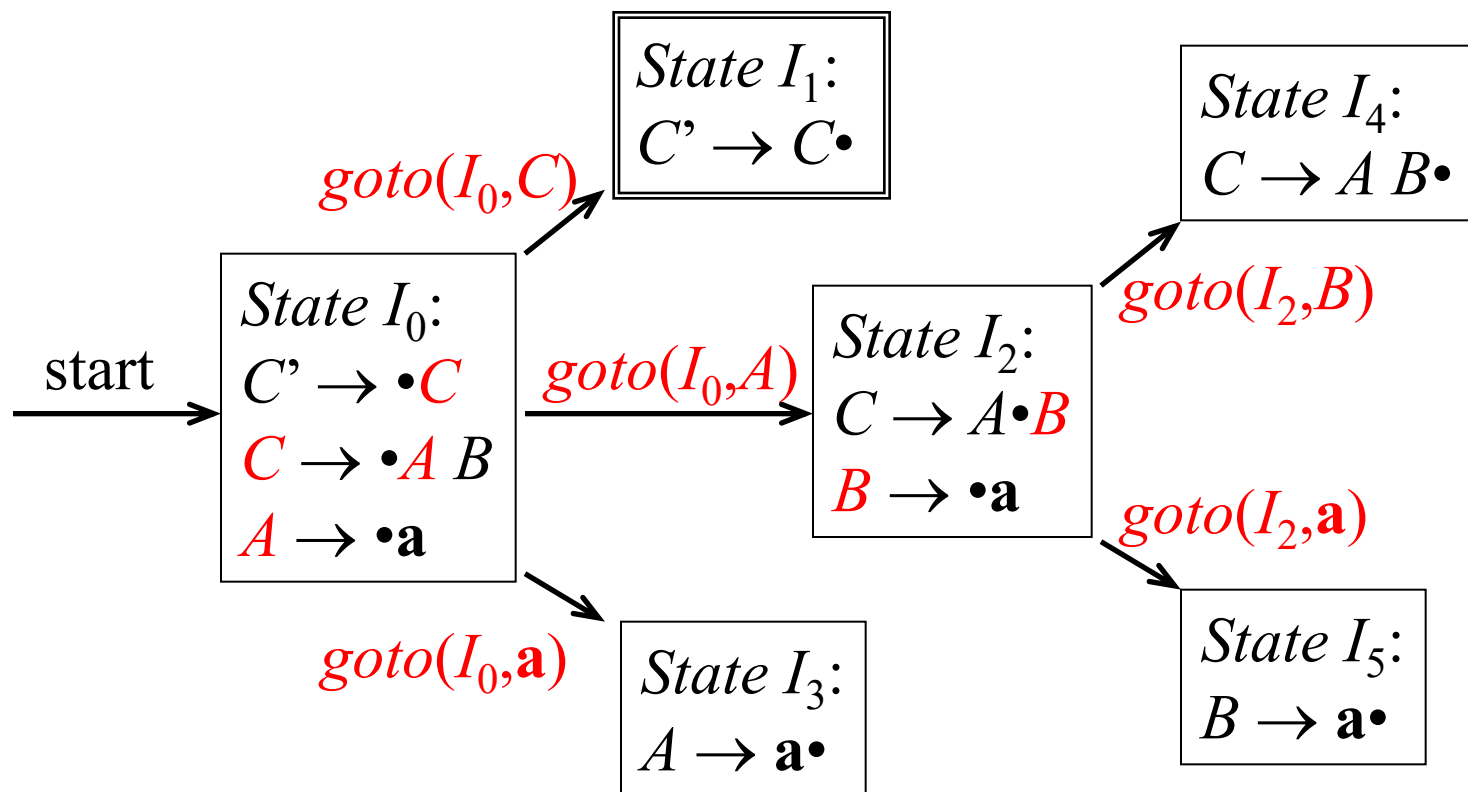 State I₁:
C’ → C•
goto(I₀,C)
State I₄:
C → A B•
goto(I₂,B)
start
State I₀:
C’ → •C
C → •A B
A → •a
goto(I₀,A)
State I₂:
C → A•B
B → •a
goto(I₂,a)
goto(I₀,a)
State I₃:
A → a•
State I₅:
B → a•